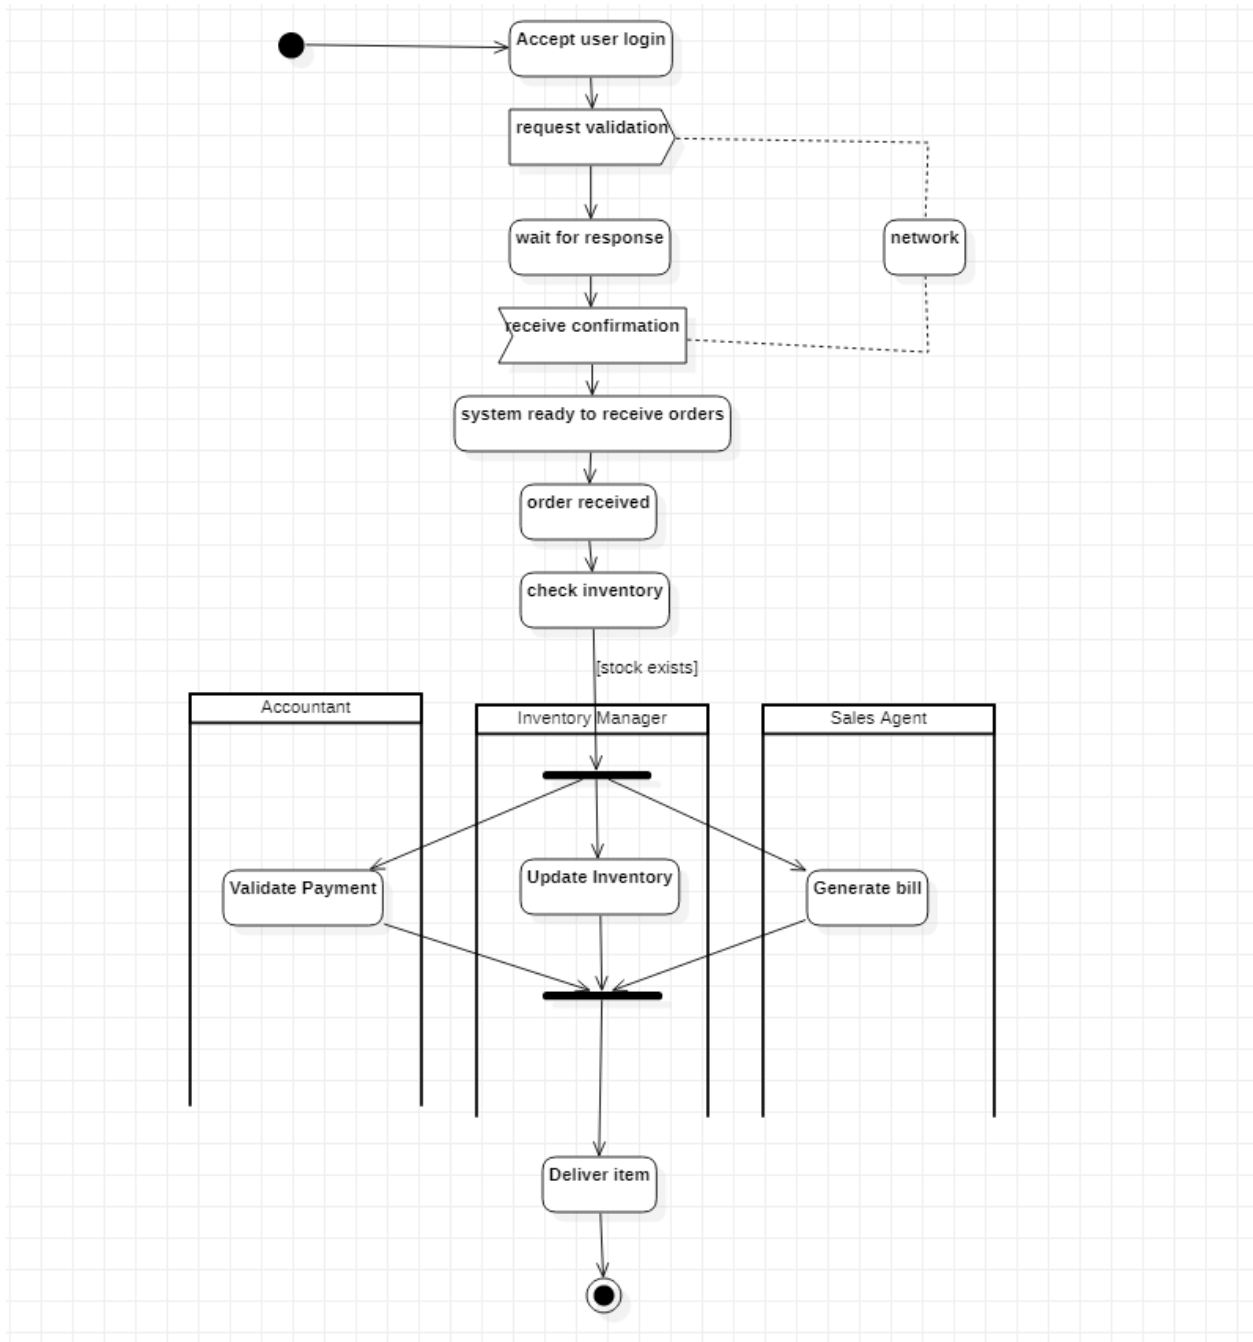 Accept user login
request validation
wait for response
network
receive confirmation
system ready to receive orders
order received
check inventory
[stock exists]
Accountant
Inventory Manager
Sales Agent
Validate Payment
Update Inventory
Generate bill
Deliver item